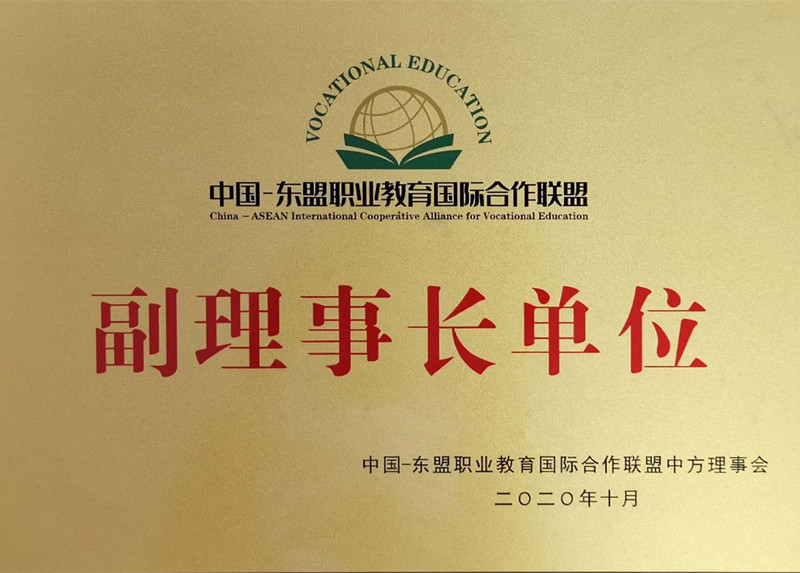 VOCATIONAL EDUCATION
中国-东盟职业教育国际合作联盟
China - ASEAN International Cooperative Alliance for Vocational Education
副理事长单位
中国-东盟职业教育国际合作联盟中方理事会
二〇二〇年十月